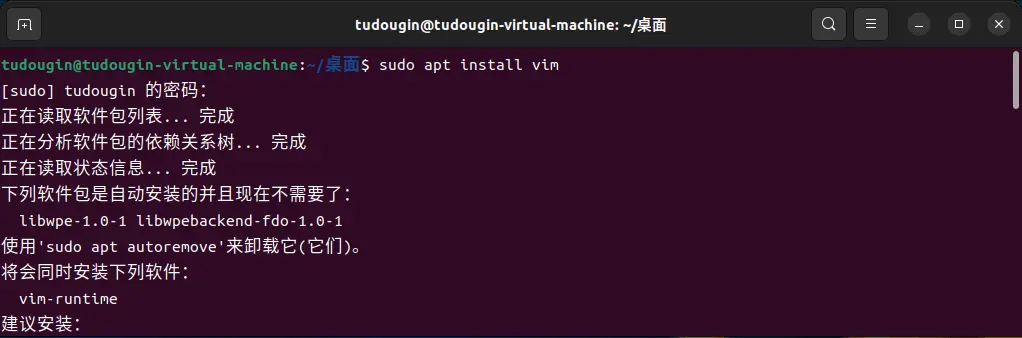 tudougin@tudougin-virtual-machine: ~/桌面
tudougin@tudougin-virtual-machine:~/桌面$ sudo apt install vim
[sudo] tudougin 的密码：
正在读取软件包列表... 完成
正在分析软件包的依赖关系树... 完成
正在读取状态信息... 完成
下列软件包是自动安装的并且现在不需要了：
  libwpe-1.0-1 libwpebackend-fdo-1.0-1
使用'sudo apt autoremove'来卸载它(它们)。
将会同时安装下列软件：
  vim-runtime
建议安装：